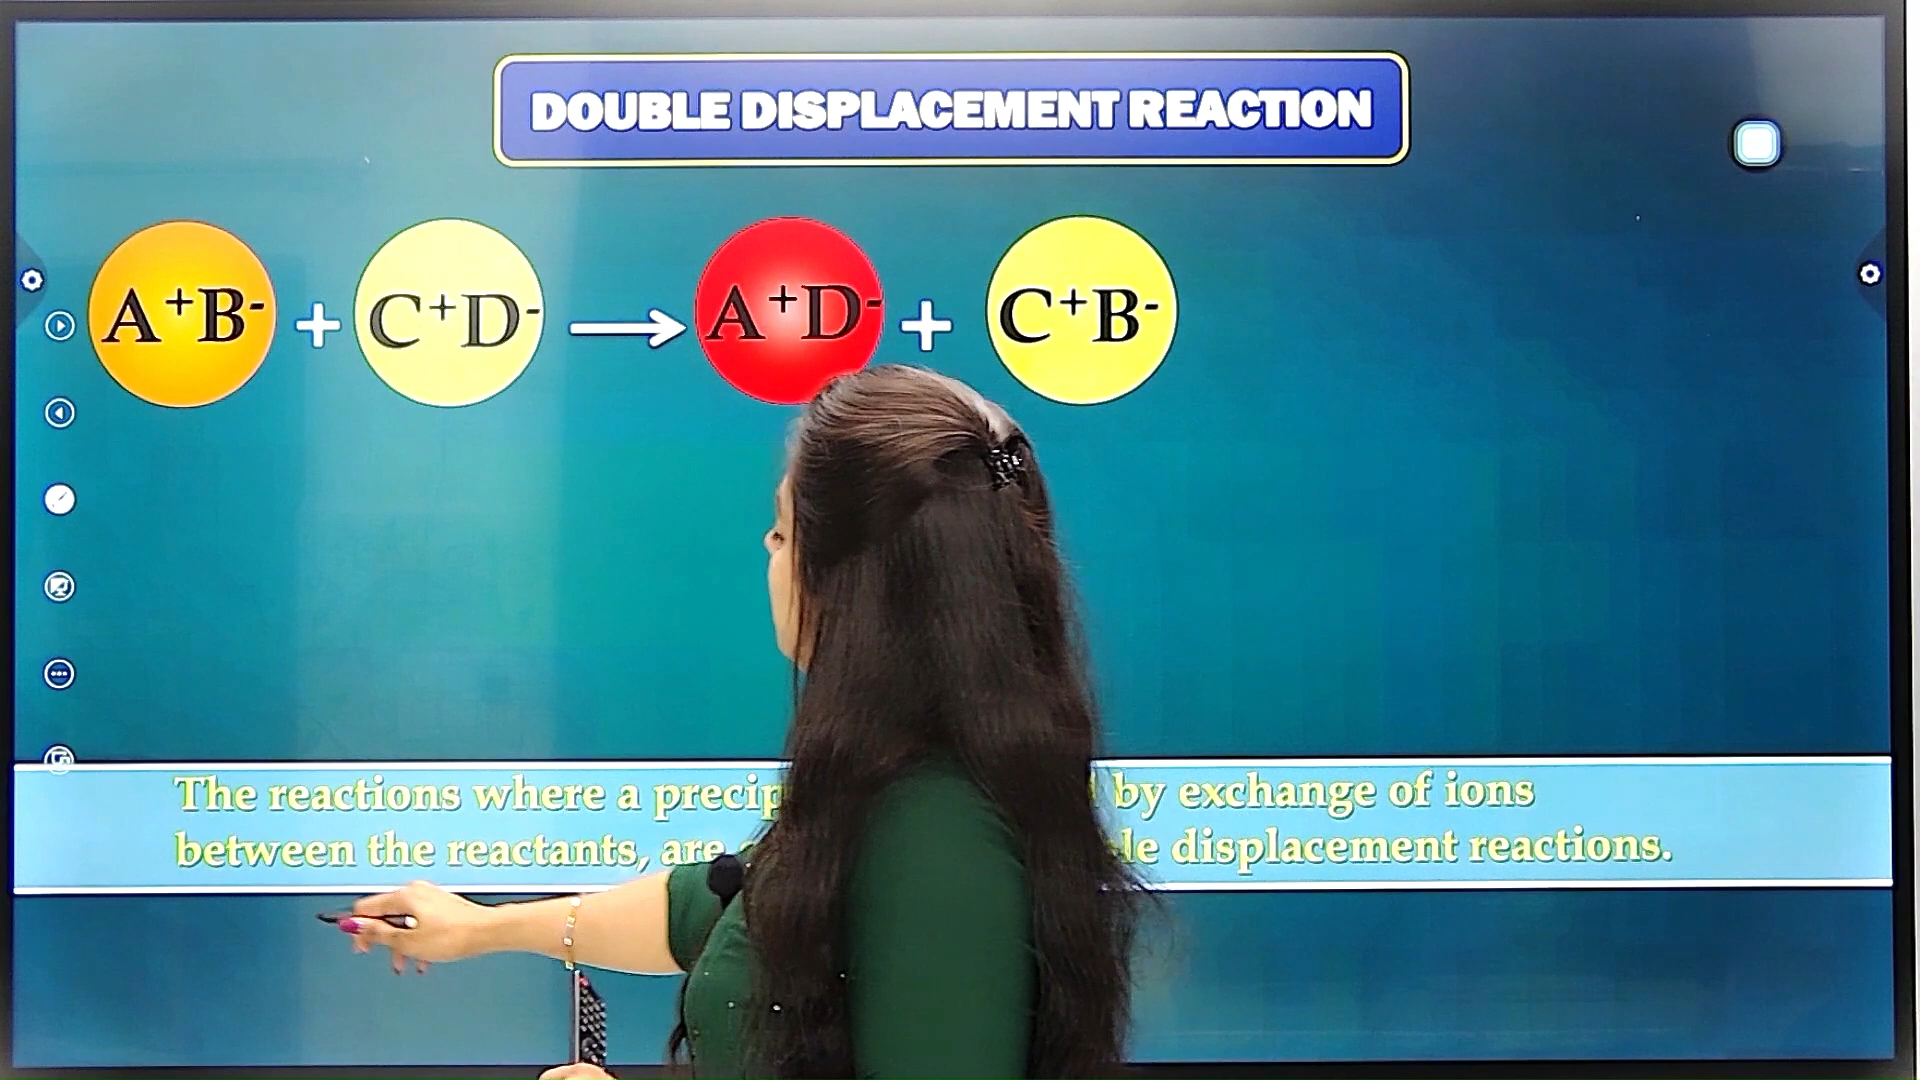 DOUBLE DISPLACEMENT REACTION
A⁺B⁻ + C⁺D⁻ → A⁺D⁻ + C⁺B⁻
The reactions where a precip by exchange of ions
between the reactants, are le displacement reactions.